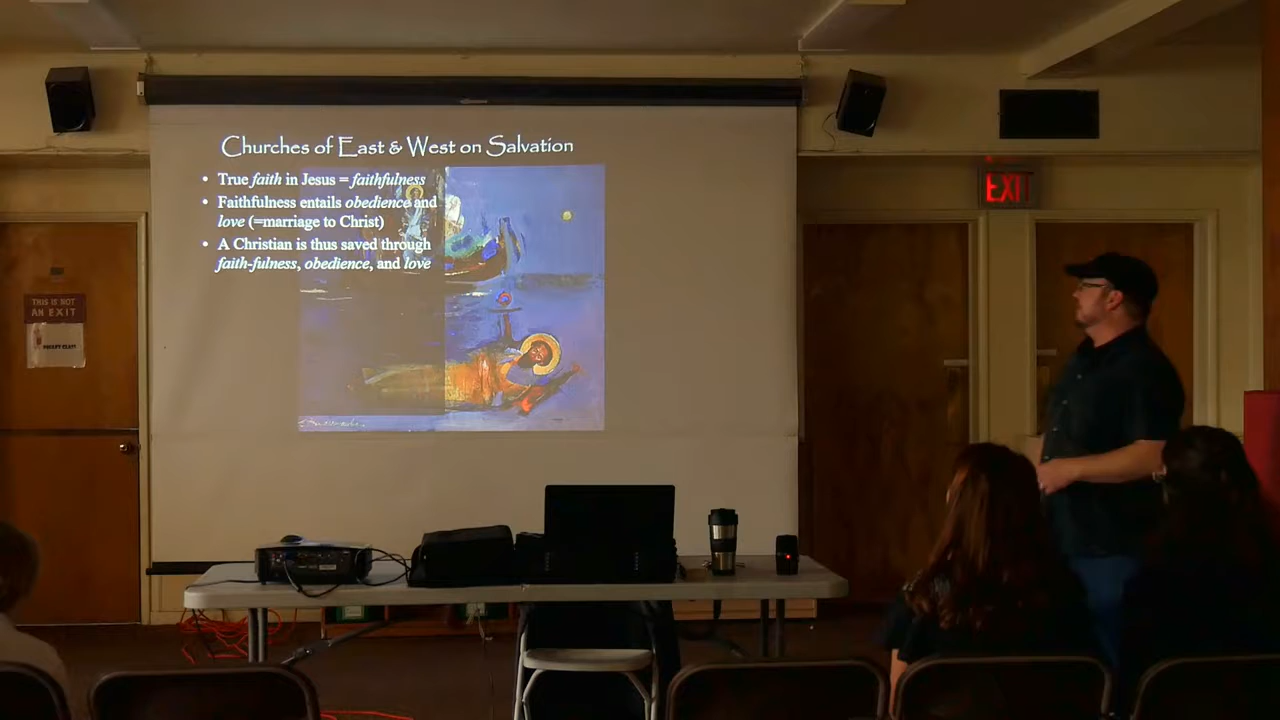 Churches of East & West on Salvation
• True faith in Jesus = faithfulness
• Faithfulness entails obedience and
love (=marriage to Christ)
• A Christian is thus saved through
faith-fulness, obedience, and love
EXIT
THIS IS NOT
AN EXIT